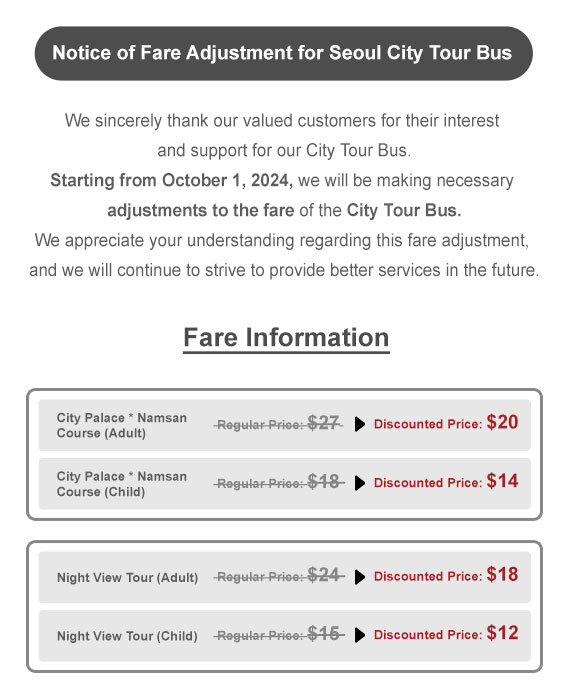 Notice of Fare Adjustment for Seoul City Tour Bus
We sincerely thank our valued customers for their interest
and support for our City Tour Bus.
Starting from October 1, 2024, we will be making necessary
adjustments to the fare of the City Tour Bus.
We appreciate your understanding regarding this fare adjustment,
and we will continue to strive to provide better services in the future.
Fare Information
City Palace * Namsan
Course (Adult)
Regular Price: $27
Discounted Price: $20
City Palace * Namsan
Course (Child)
Regular Price: $18
Discounted Price: $14
Night View Tour (Adult)
Regular Price: $24
Discounted Price: $18
Night View Tour (Child)
Regular Price: $15
Discounted Price: $12